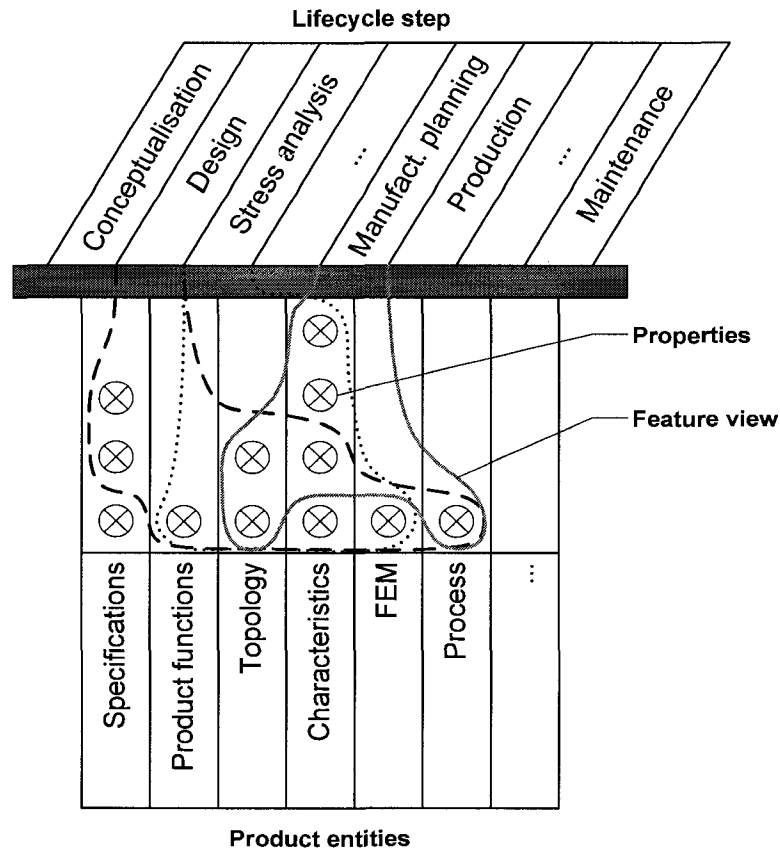 Lifecycle step
Conceptualisation
Design
Stress analysis
...
Manufact. planning
Production
...
Maintenance
Properties
Feature view
Specifications
Product functions
Topology
Characteristics
FEM
Process
...
Product entities